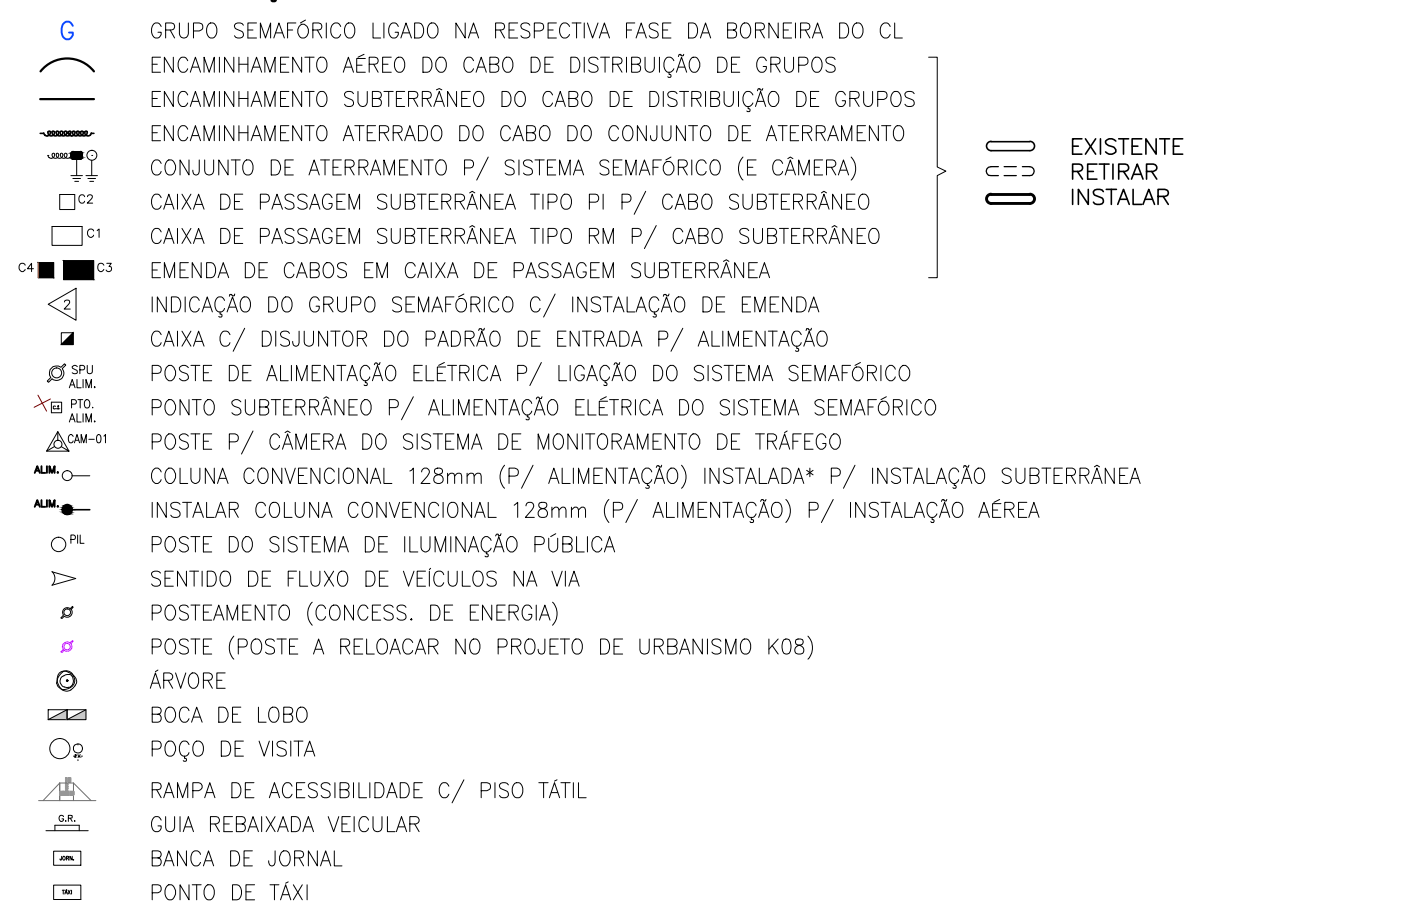 G GRUPO SEMAFÓRICO LIGADO NA RESPECTIVA FASE DA BORNEIRA DO CL
ENCAMINHAMENTO AÉREO DO CABO DE DISTRIBUIÇÃO DE GRUPOS
ENCAMINHAMENTO SUBTERRÂNEO DO CABO DE DISTRIBUIÇÃO DE GRUPOS
ENCAMINHAMENTO ATERRADO DO CABO DO CONJUNTO DE ATERRAMENTO
CONJUNTO DE ATERRAMENTO P/ SISTEMA SEMAFÓRICO (E CÂMERA)
C2 CAIXA DE PASSAGEM SUBTERRÂNEA TIPO PI P/ CABO SUBTERRÂNEO
C1 CAIXA DE PASSAGEM SUBTERRÂNEA TIPO RM P/ CABO SUBTERRÂNEO
C4 C3 EMENDA DE CABOS EM CAIXA DE PASSAGEM SUBTERRÂNEA
EXISTENTE
RETIRAR
INSTALAR
2 INDICAÇÃO DO GRUPO SEMAFÓRICO C/ INSTALAÇÃO DE EMENDA
CAIXA C/ DISJUNTOR DO PADRÃO DE ENTRADA P/ ALIMENTAÇÃO
SPU ALIM. POSTE DE ALIMENTAÇÃO ELÉTRICA P/ LIGAÇÃO DO SISTEMA SEMAFÓRICO
PTO. ALIM. PONTO SUBTERRÂNEO P/ ALIMENTAÇÃO ELÉTRICA DO SISTEMA SEMAFÓRICO
CAM-01 POSTE P/ CÂMERA DO SISTEMA DE MONITORAMENTO DE TRÁFEGO
ALIM. COLUNA CONVENCIONAL 128mm (P/ ALIMENTAÇÃO) INSTALADA* P/ INSTALAÇÃO SUBTERRÂNEA
ALIM. INSTALAR COLUNA CONVENCIONAL 128mm (P/ ALIMENTAÇÃO) P/ INSTALAÇÃO AÉREA
PIL POSTE DO SISTEMA DE ILUMINAÇÃO PÚBLICA
SENTIDO DE FLUXO DE VEÍCULOS NA VIA
POSTEAMENTO (CONCESS. DE ENERGIA)
POSTE (POSTE A RELOACAR NO PROJETO DE URBANISMO K08)
ÁRVORE
BOCA DE LOBO
POÇO DE VISITA
RAMPA DE ACESSIBILIDADE C/ PISO TÁTIL
G.R. GUIA REBAIXADA VEICULAR
JORN. BANCA DE JORNAL
TÁXI PONTO DE TÁXI